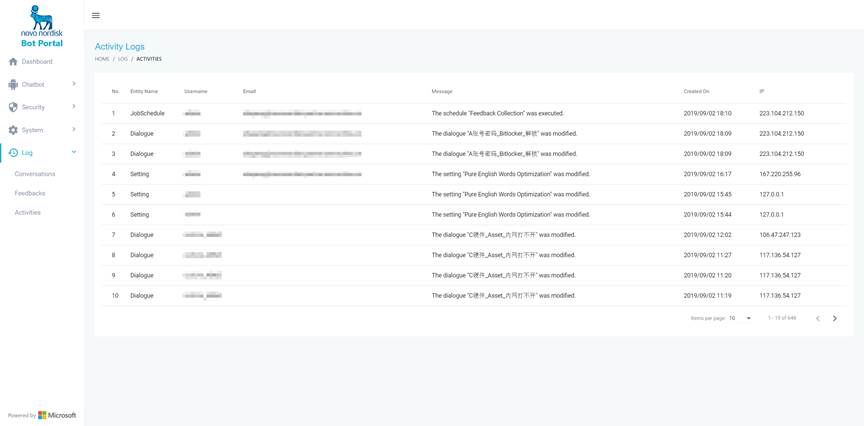 novo nordisk
Bot Portal
Dashboard
Chatbot
Security
System
Log
Conversations
Feedbacks
Activities
Powered by Microsoft
Activity Logs
HOME / LOG / ACTIVITIES
No. Entity Name Username Email Message Created On IP
1 JobSchedule The schedule "Feedback Collection" was executed. 2019/09/02 18:10 223.104.212.150
2 Dialogue The dialogue "A账号密码_Bitlocker_解锁" was modified. 2019/09/02 18:09 223.104.212.150
3 Dialogue The dialogue "A账号密码_Bitlocker_解锁" was modified. 2019/09/02 18:09 223.104.212.150
4 Setting The setting "Pure English Words Optimization" was modified. 2019/09/02 16:17 167.220.255.96
5 Setting The setting "Pure English Words Optimization" was modified. 2019/09/02 15:45 127.0.0.1
6 Setting The setting "Pure English Words Optimization" was modified. 2019/09/02 15:44 127.0.0.1
7 Dialogue The dialogue "C硬件_Asset_内网打不开" was modified. 2019/09/02 12:02 106.47.247.123
8 Dialogue The dialogue "C硬件_Asset_内网打不开" was modified. 2019/09/02 11:27 117.136.54.127
9 Dialogue The dialogue "C硬件_Asset_内网打不开" was modified. 2019/09/02 11:20 117.136.54.127
10 Dialogue The dialogue "C硬件_Asset_内网打不开" was modified. 2019/09/02 11:19 117.136.54.127
Items per page: 10 1 - 10 of 648